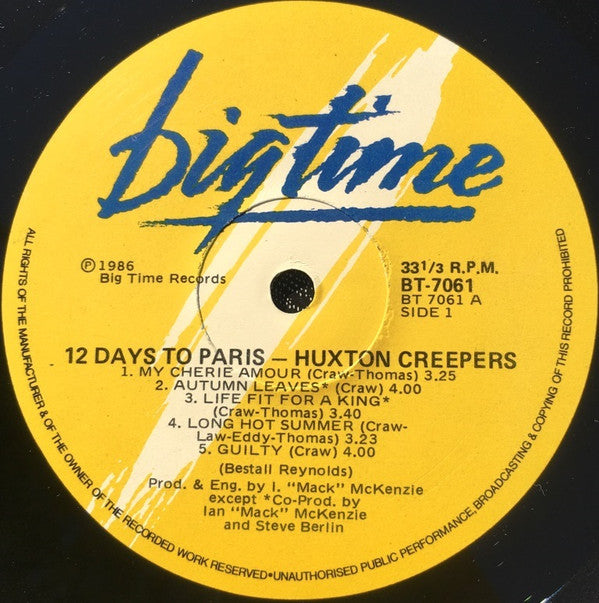 big time
℗ 1986
Big Time Records
33 1/3 R.P.M.
BT-7061
BT 7061 A
SIDE 1
12 DAYS TO PARIS – HUXTON CREEPERS
1. MY CHERIE AMOUR (Craw-Thomas) 3.25
2. AUTUMN LEAVES* (Craw) 4.00
3. LIFE FIT FOR A KING*
(Craw-Thomas) 3.40
4. LONG HOT SUMMER (Craw-
Law-Eddy-Thomas) 3.23
5. GUILTY (Craw) 4.00
(Bestall Reynolds)
Prod. & Eng. by I. "Mack" McKenzie
except *Co-Prod. by
Ian "Mack" McKenzie
and Steve Berlin
ALL RIGHTS OF THE MANUFACTURER & OF THE OWNER OF THE RECORDED WORK RESERVED•UNAUTHORISED PUBLIC PERFORMANCE, BROADCASTING & COPYING OF THIS RECORD PROHIBITED